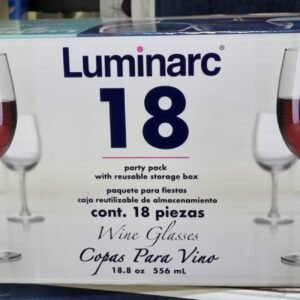 Luminarc®
18
party pack
with reusable storage box
paquete para fiestas
caja reutilizable de almacenamiento
cont. 18 piezas
Wine Glasses
Copas Para Vino
18.8 oz 556 mL